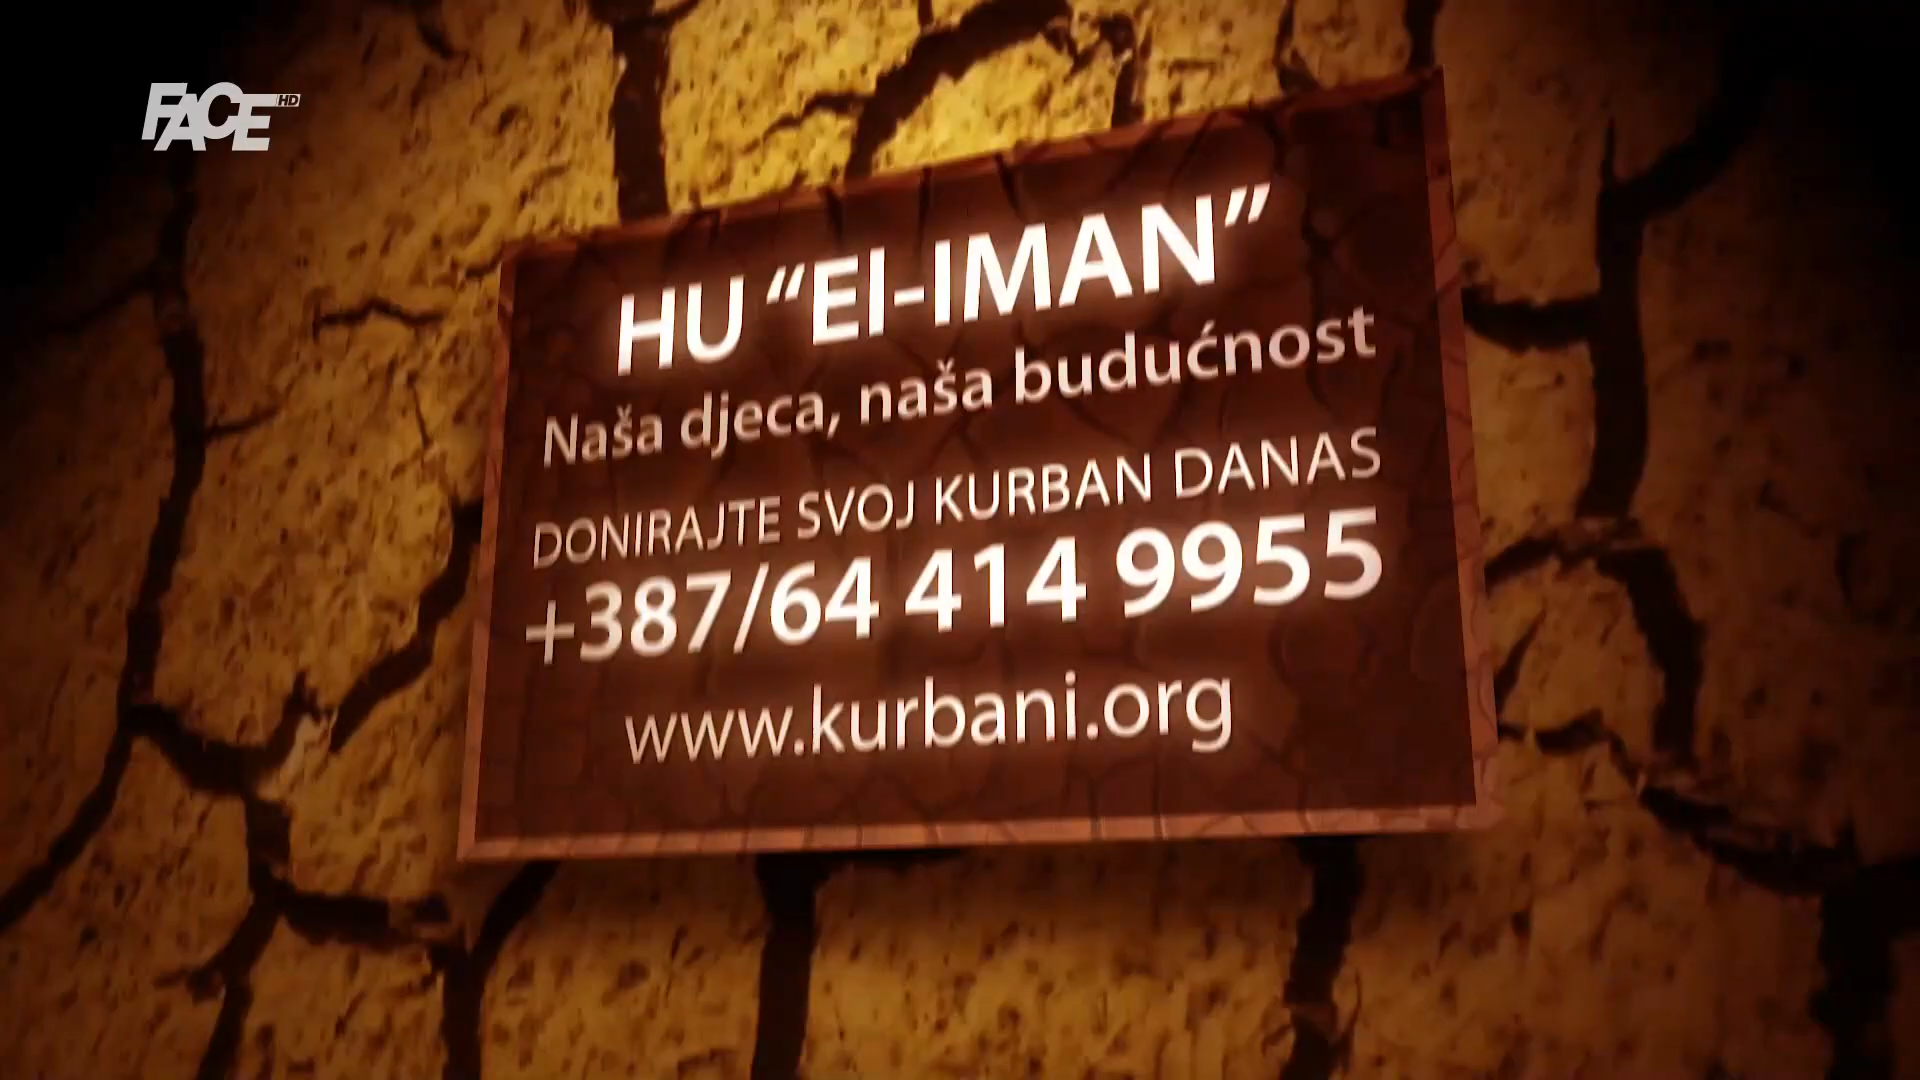 FACE HD
HU “El-IMAN”
Naša djeca, naša budućnost
DONIRAJTE SVOJ KURBAN DANAS
+387/64 414 9955
www.kurbani.org